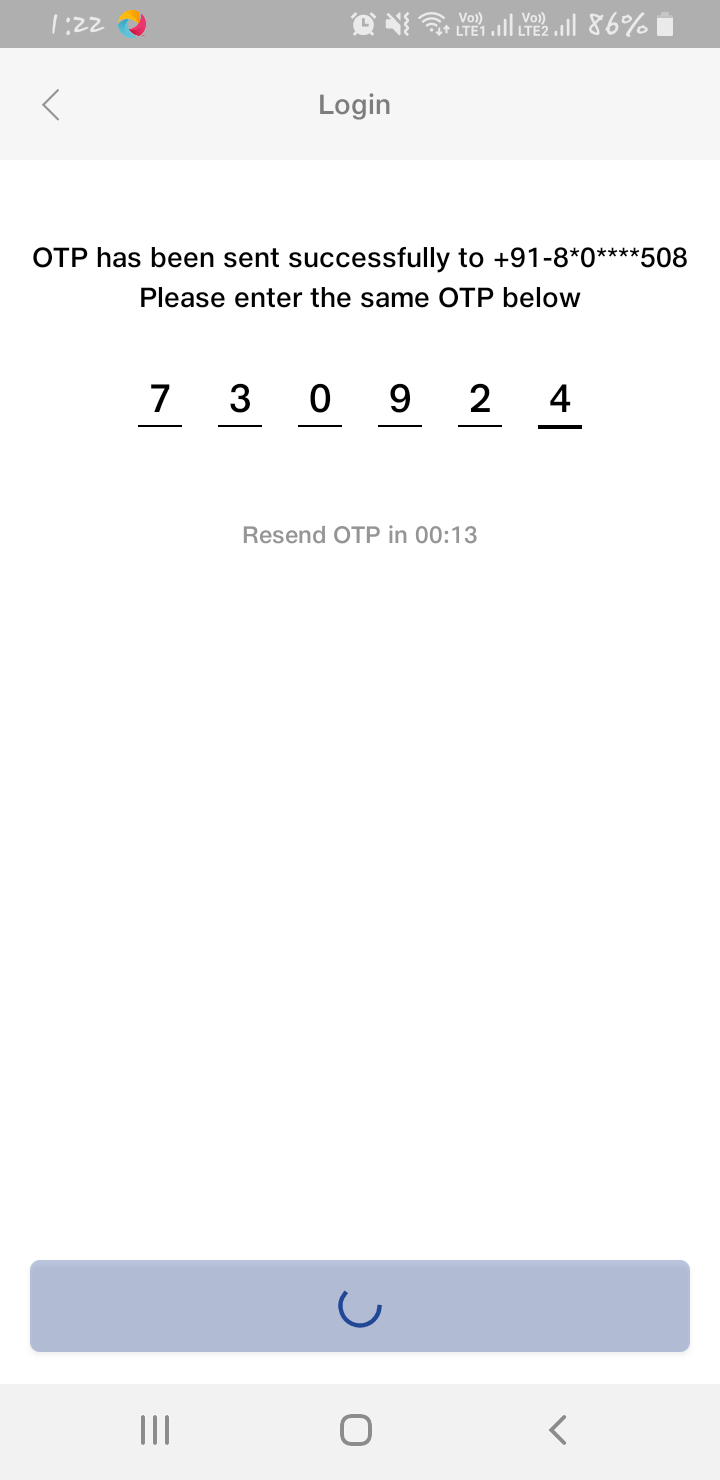 1:22 Vo)) LTE1 Vo)) LTE2 86%
Login
OTP has been sent successfully to +91-8*0****508
Please enter the same OTP below
7 3 0 9 2 4
Resend OTP in 00:13